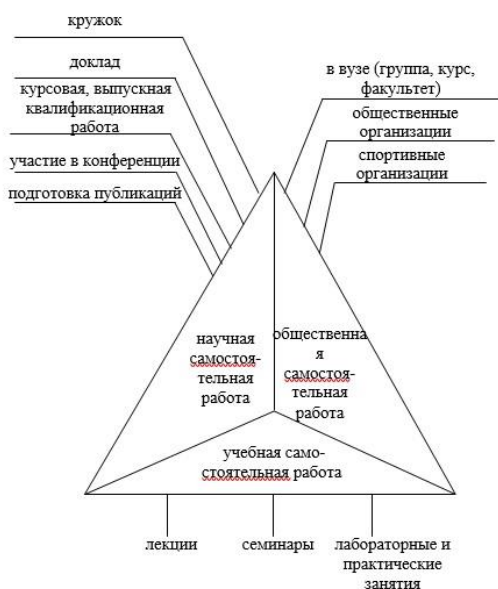 кружок
доклад
курсовая, выпускная
квалификационная
работа
участие в конференции
подготовка публикаций
в вузе (группа, курс,
факультет)
общественные
организации
спортивные
организации
научная
самостоя-
тельная
работа
общественна
я
самостоя-
тельная
работа
учебная само-
стоятельная работа
лекции
семинары
лабораторные и
практические
занятия